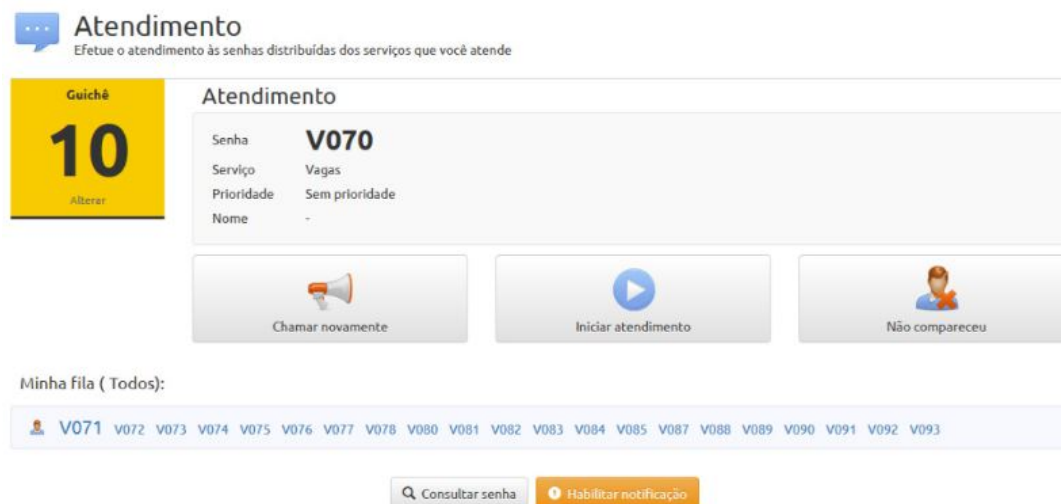 Atendimento
Efetue o atendimento às senhas distribuídas dos serviços que você atende
Guichê
10
Alterar
Atendimento
Senha V070
Serviço Vagas
Prioridade Sem prioridade
Nome -
Chamar novamente
Iniciar atendimento
Não compareceu
Minha fila ( Todos):
V071 V072 V073 V074 V075 V076 V077 V078 V080 V081 V082 V083 V084 V085 V087 V088 V089 V090 V091 V092 V093
Consultar senha
Habilitar notificação